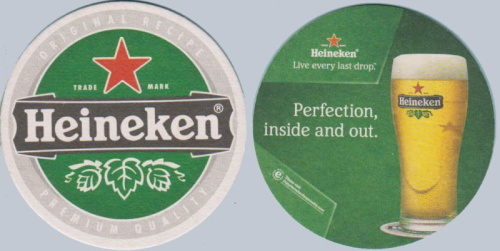 ORIGINAL RECIPE
TRADE MARK
Heineken®
PREMIUM QUALITY
Heineken®
Live every last drop.
Perfection,
inside and out.
Heineken